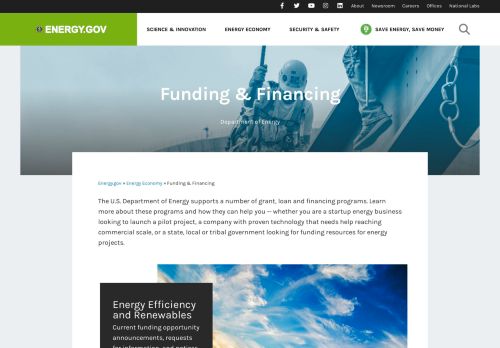 About Newsroom Careers Offices National Labs
ENERGY.GOV
SCIENCE & INNOVATION ENERGY ECONOMY SECURITY & SAFETY SAVE ENERGY, SAVE MONEY
Funding & Financing
Department of Energy
Energy.gov » Energy Economy » Funding & Financing
The U.S. Department of Energy supports a number of grant, loan and financing programs. Learn
more about these programs and how they can help you — whether you are a startup energy business
looking to launch a pilot project, a company with proven technology that needs help reaching
commercial scale, or a state, local or tribal government looking for funding resources for energy
projects.
Energy Efficiency
and Renewables
Current funding opportunity
announcements, requests
for information, and notices